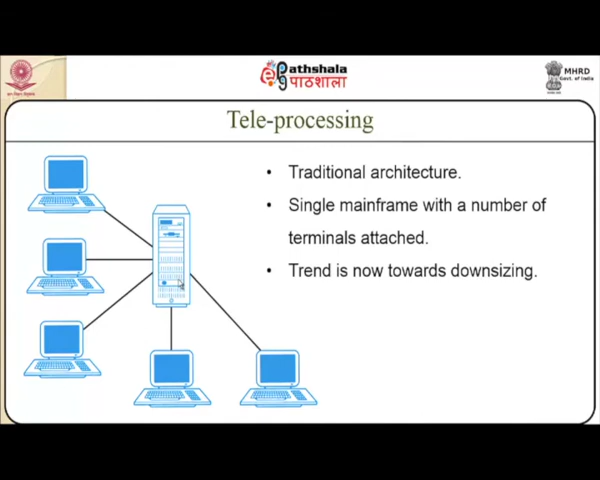 ePathshala
पाठशाला
MHRD
Govt. of India
Tele-processing
• Traditional architecture.
• Single mainframe with a number of
terminals attached.
• Trend is now towards downsizing.